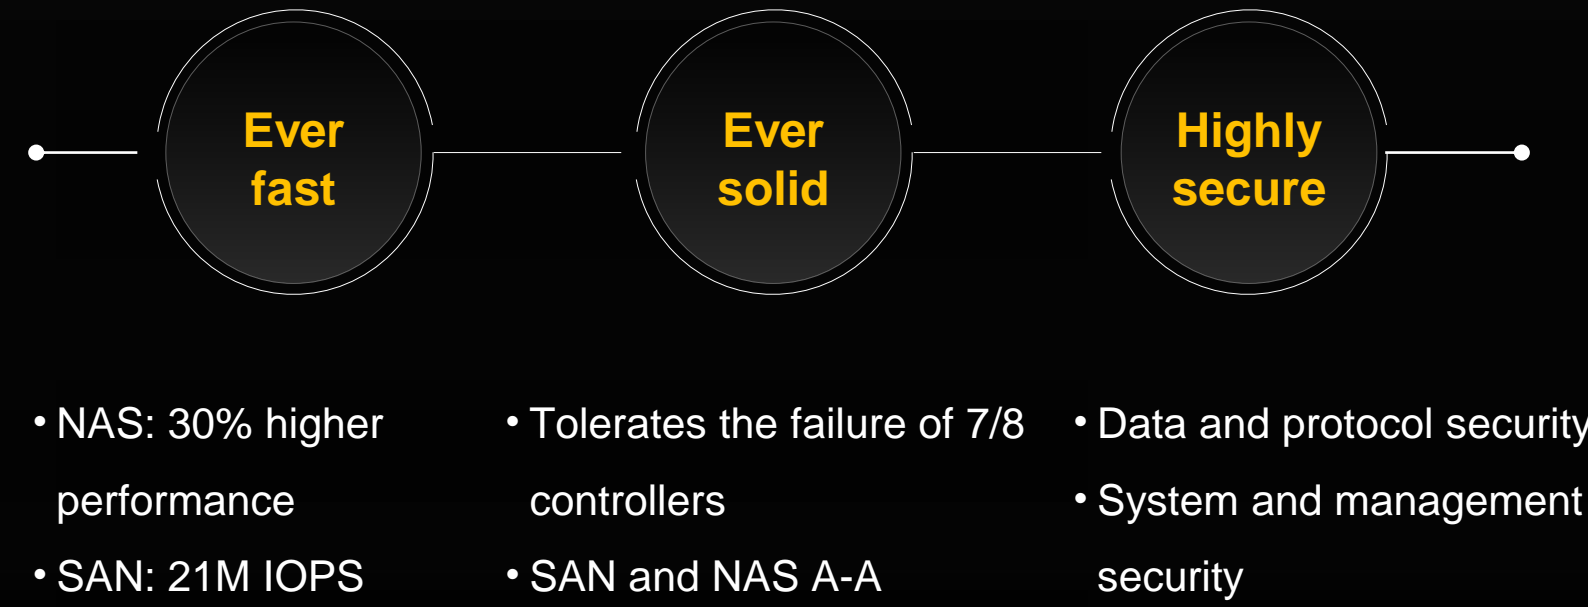 Ever
fast
Ever
solid
Highly
secure
• NAS: 30% higher
performance
• SAN: 21M IOPS
• Tolerates the failure of 7/8
controllers
• SAN and NAS A-A
• Data and protocol security
• System and management
security